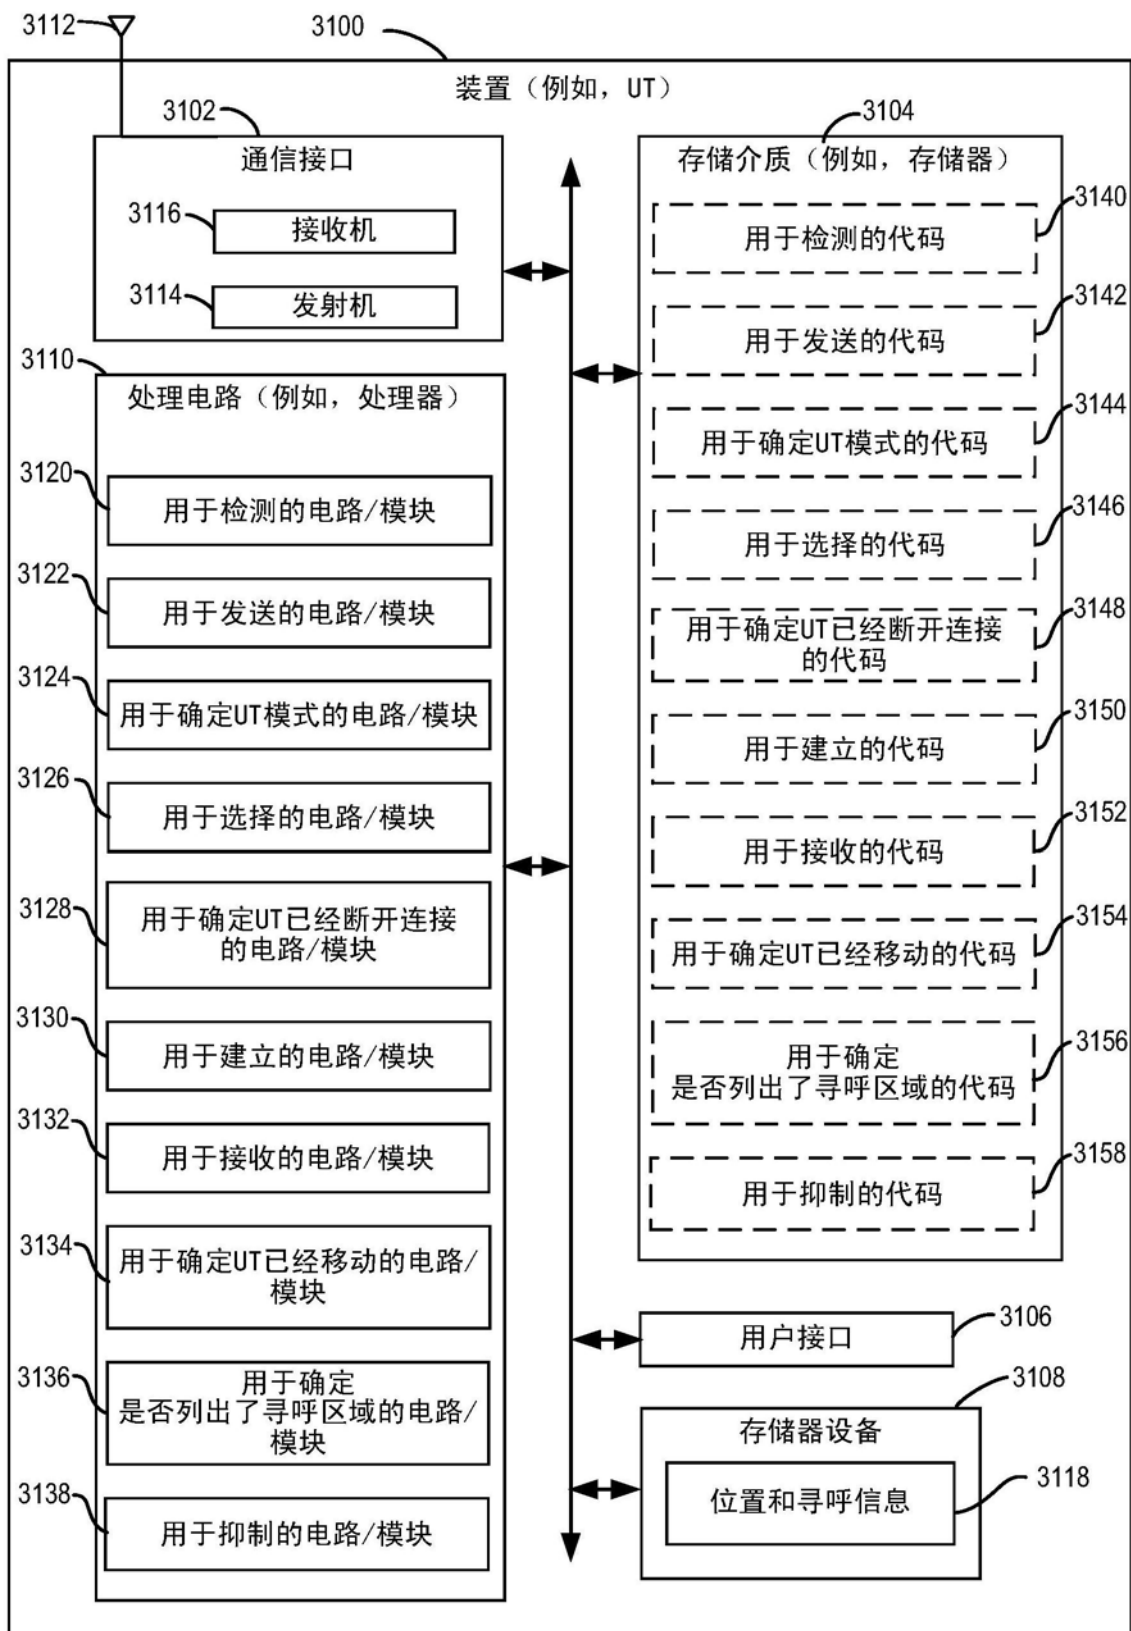 3112
3100
装置（例如，UT）
3102
通信接口
3116
接收机
3114
发射机
3110
处理电路（例如，处理器）
3120
用于检测的电路/模块
3122
用于发送的电路/模块
3124
用于确定UT模式的电路/模块
3126
用于选择的电路/模块
3128
用于确定UT已经断开连接
的电路/模块
3130
用于建立的电路/模块
3132
用于接收的电路/模块
3134
用于确定UT已经移动的电路/
模块
3136
用于确定
是否列出了寻呼区域的电路/
模块
3138
用于抑制的电路/模块
3104
存储介质（例如，存储器）
3140
用于检测的代码
3142
用于发送的代码
3144
用于确定UT模式的代码
3146
用于选择的代码
3148
用于确定UT已经断开连接
的代码
3150
用于建立的代码
3152
用于接收的代码
3154
用于确定UT已经移动的代码
3156
用于确定
是否列出了寻呼区域的代码
3158
用于抑制的代码
3106
用户接口
3108
存储器设备
3118
位置和寻呼信息